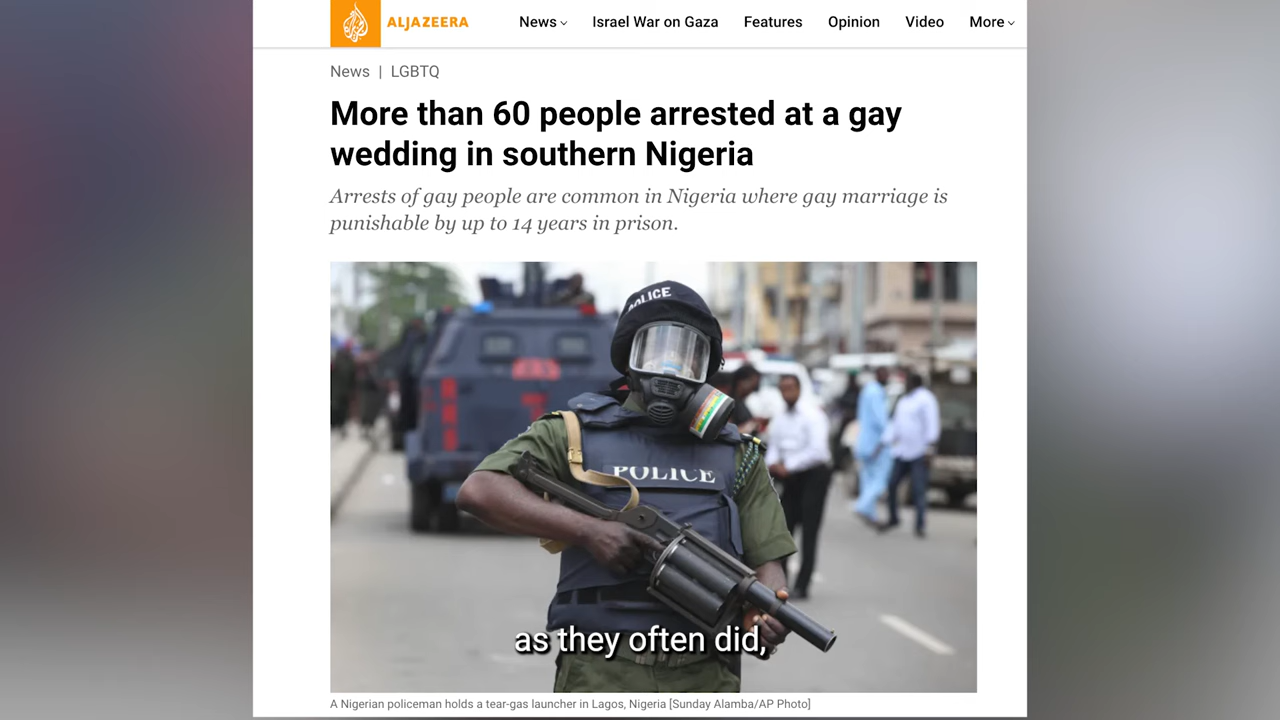 ALJAZEERA News Israel War on Gaza Features Opinion Video More
News | LGBTQ
More than 60 people arrested at a gay
wedding in southern Nigeria
Arrests of gay people are common in Nigeria where gay marriage is
punishable by up to 14 years in prison.
POLICE
POLICE
as they often did,
A Nigerian policeman holds a tear-gas launcher in Lagos, Nigeria [Sunday Alamba/AP Photo]